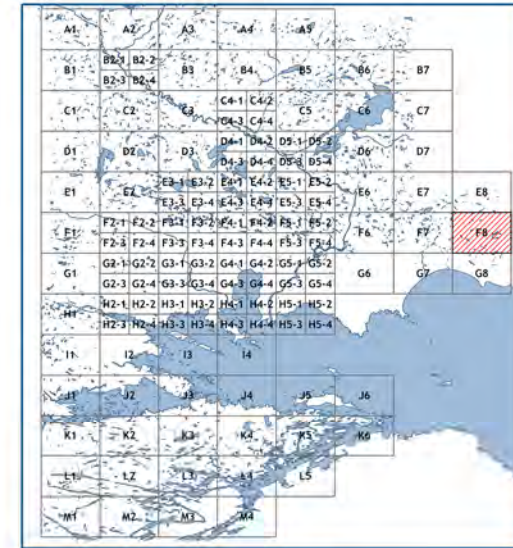 A1 A2 A3 A4 A5
B2-1 B2-2
B1 B3 B4 B5 B6 B7
B2-3 B2-4
C4-1 C4-2
C1 C2 C3 C5 C6 C7
C4-3 C4-4
D4-1 D4-2 D5-1 D5-2
D1 D2 D3 D6 D7
D4-3 D4-4 D5-3 D5-4
E3-1 E3-2 E4-1 E4-2 E5-1 E5-2
E1 E2 E6 E7 E8
E3-3 E3-4 E4-3 E4-4 E5-3 E5-4
F2-1 F2-2 F3-1 F3-2 F4-1 F4-2 F5-1 F5-2
F1 F6 F7 F8
F2-3 F2-4 F3-3 F3-4 F4-3 F4-4 F5-3 F5-4
G2-1 G2-2 G3-1 G3-2 G4-1 G4-2 G5-1 G5-2
G1 G6 G7 G8
G2-3 G2-4 G3-3 G3-4 G4-3 G4-4 G5-3 G5-4
H2-1 H2-2 H3-1 H3-2 H4-1 H4-2 H5-1 H5-2
H1
H2-3 H2-4 H3-3 H3-4 H4-3 H4-4 H5-3 H5-4
I1 I2 I3 I4
J1 J2 J3 J4 J5 J6
K1 K2 K3 K4 K5 K6
L1 L2 L3 L4 L5
M1 M2 M3 M4